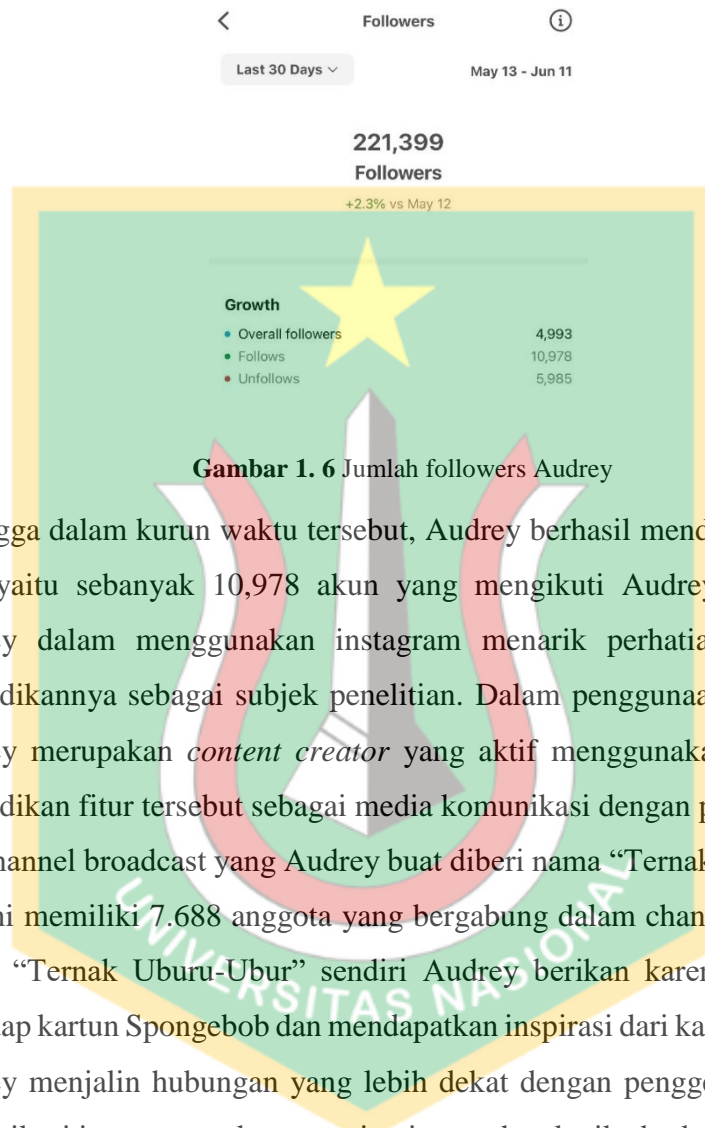 Followers
Last 30 Days
May 13 - Jun 11
221,399
Followers
+2.3% vs May 12
Growth
Overall followers 4,993
Follows 10,978
Unfollows 5,985
Gambar 1. 6 Jumlah followers Audrey
gga dalam kurun waktu tersebut, Audrey berhasil mend
yaitu sebanyak 10,978 akun yang mengikuti Audrey
y dalam menggunakan instagram menarik perhatia
dikannya sebagai subjek penelitian. Dalam penggunaa
y merupakan content creator yang aktif menggunaka
dikan fitur tersebut sebagai media komunikasi dengan p
hannel broadcast yang Audrey buat diberi nama “Ternak
ni memiliki 7.688 anggota yang bergabung dalam chan
“Ternak Uburu-Ubur” sendiri Audrey berikan karen
ap kartun Spongebob dan mendapatkan inspirasi dari ka
y menjalin hubungan yang lebih dekat dengan pengg
UNIVERSITAS NASIONAL